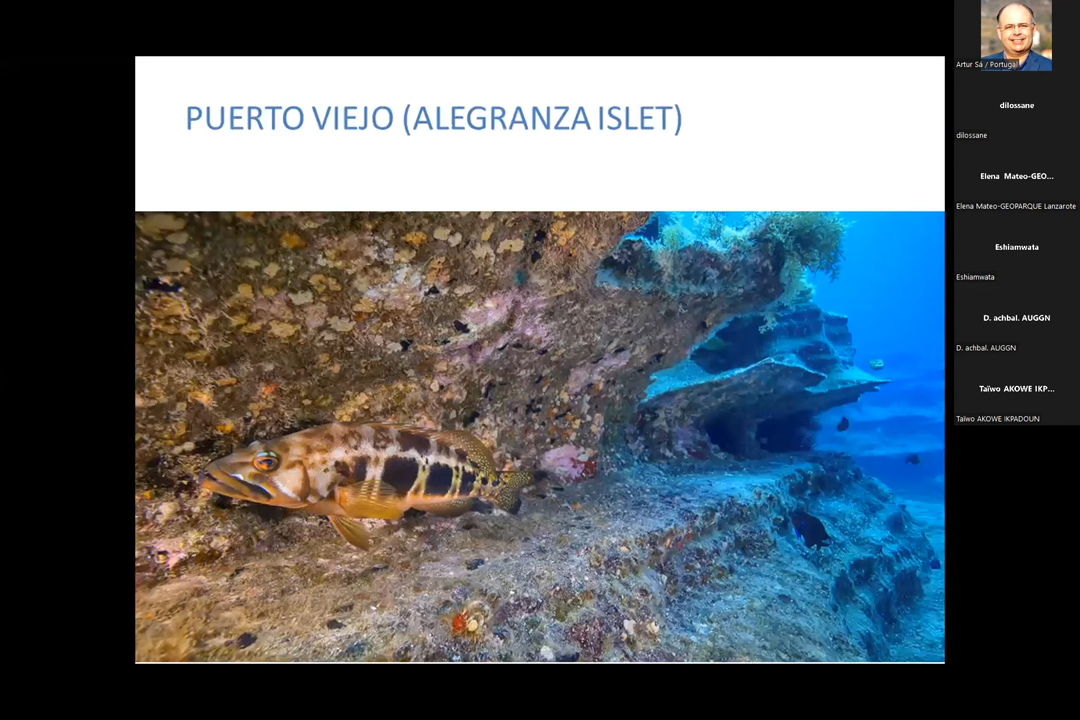 PUERTO VIEJO (ALEGRANZA ISLET)
Artur Sá / Portugal
dilossane
dilossane
Elena Mateo-GEO...
Elena Mateo-GEOPARQUE Lanzarote
Eshiamwata
Eshiamwata
D. achbal. AUGGN
D. achbal. AUGGN
Taïwo AKOWE IKP...
Taïwo AKOWE IKPADOUN